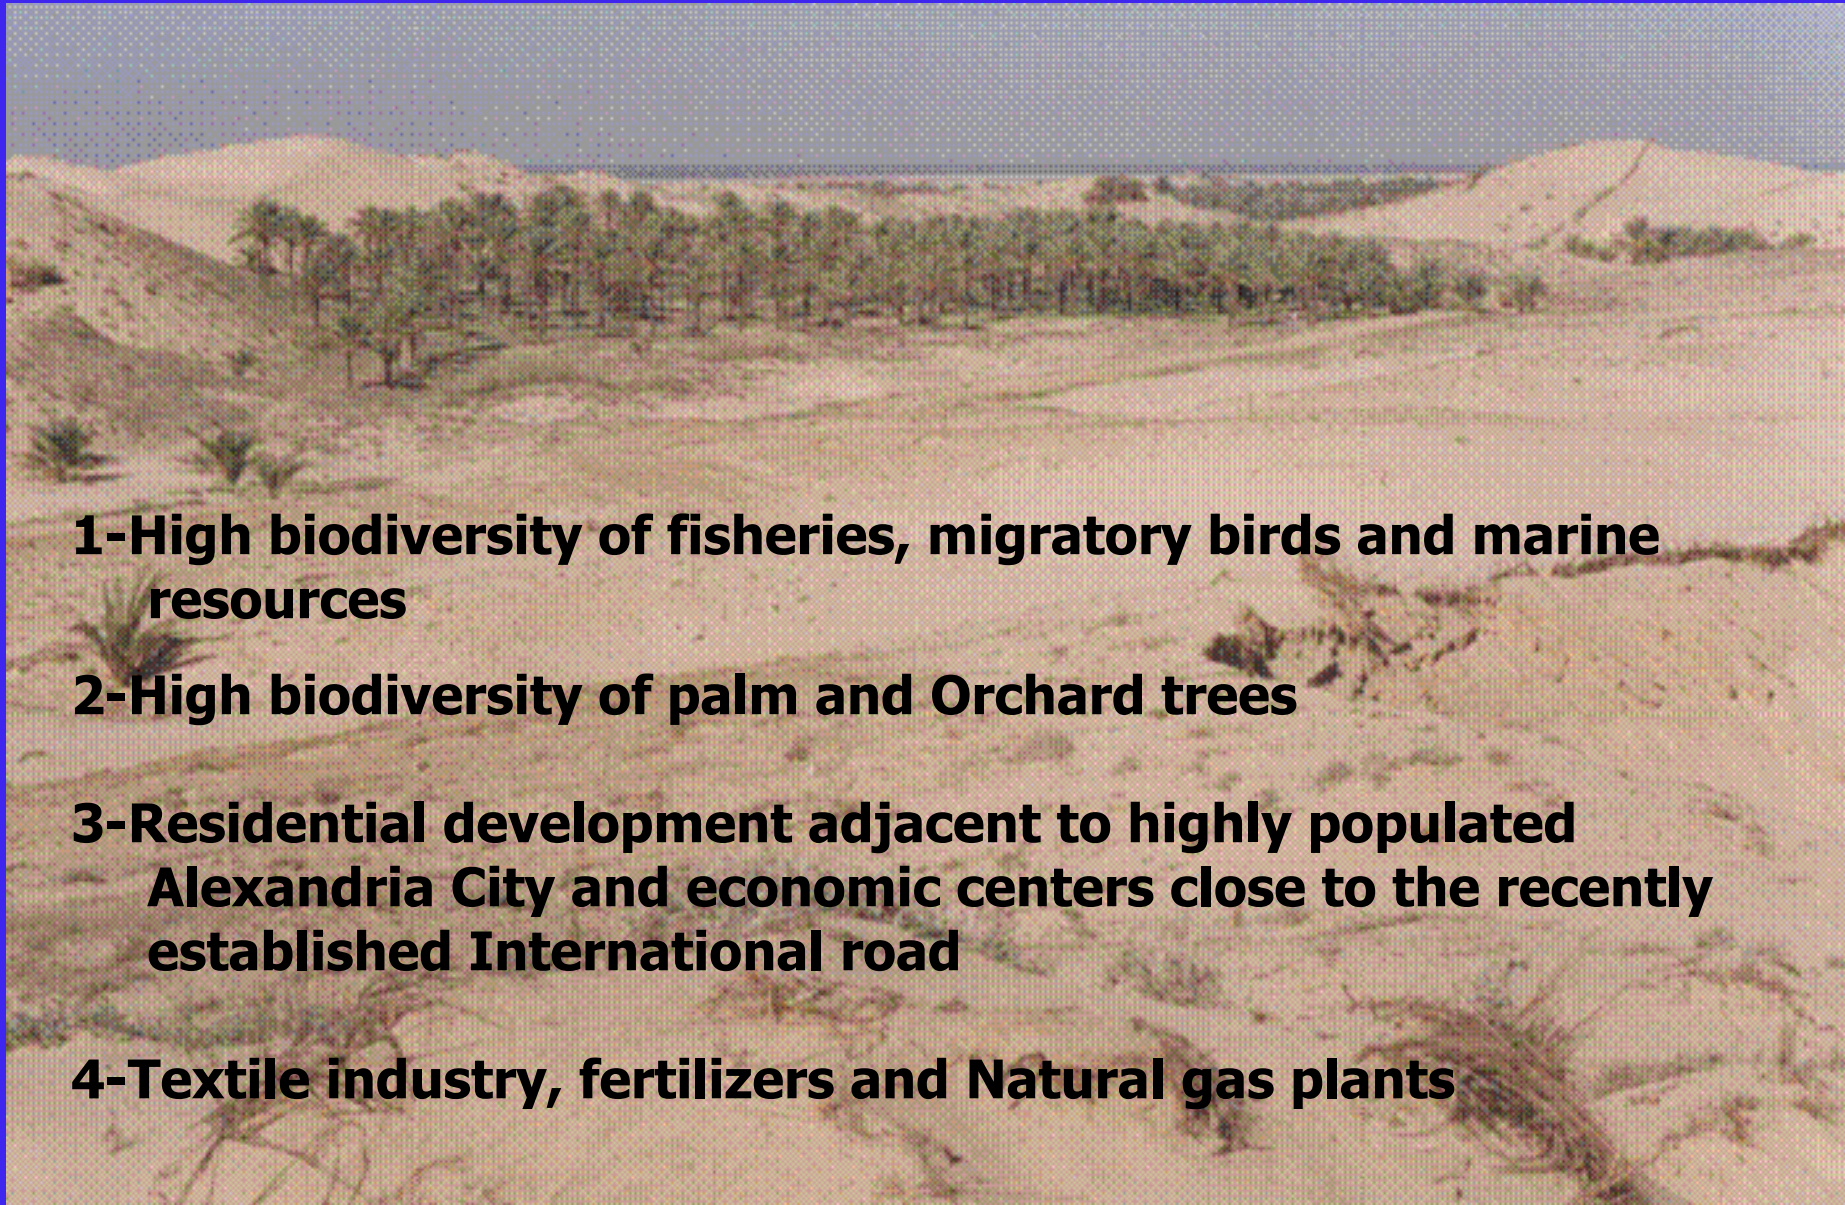 1-High biodiversity of fisheries, migratory birds and marine
resources
2-High biodiversity of palm and Orchard trees
3-Residential development adjacent to highly populated
Alexandria City and economic centers close to the recently
established International road
4-Textile industry, fertilizers and Natural gas plants